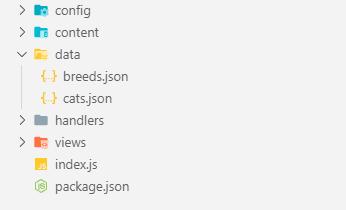 config
content
data
breeds.json
cats.json
handlers
views
index.js
package.json